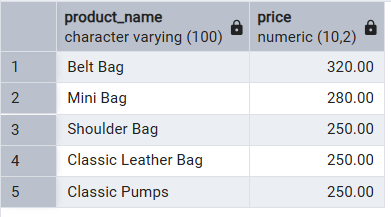 product_name price
character varying (100) numeric (10,2)
1 Belt Bag 320.00
2 Mini Bag 280.00
3 Shoulder Bag 250.00
4 Classic Leather Bag 250.00
5 Classic Pumps 250.00